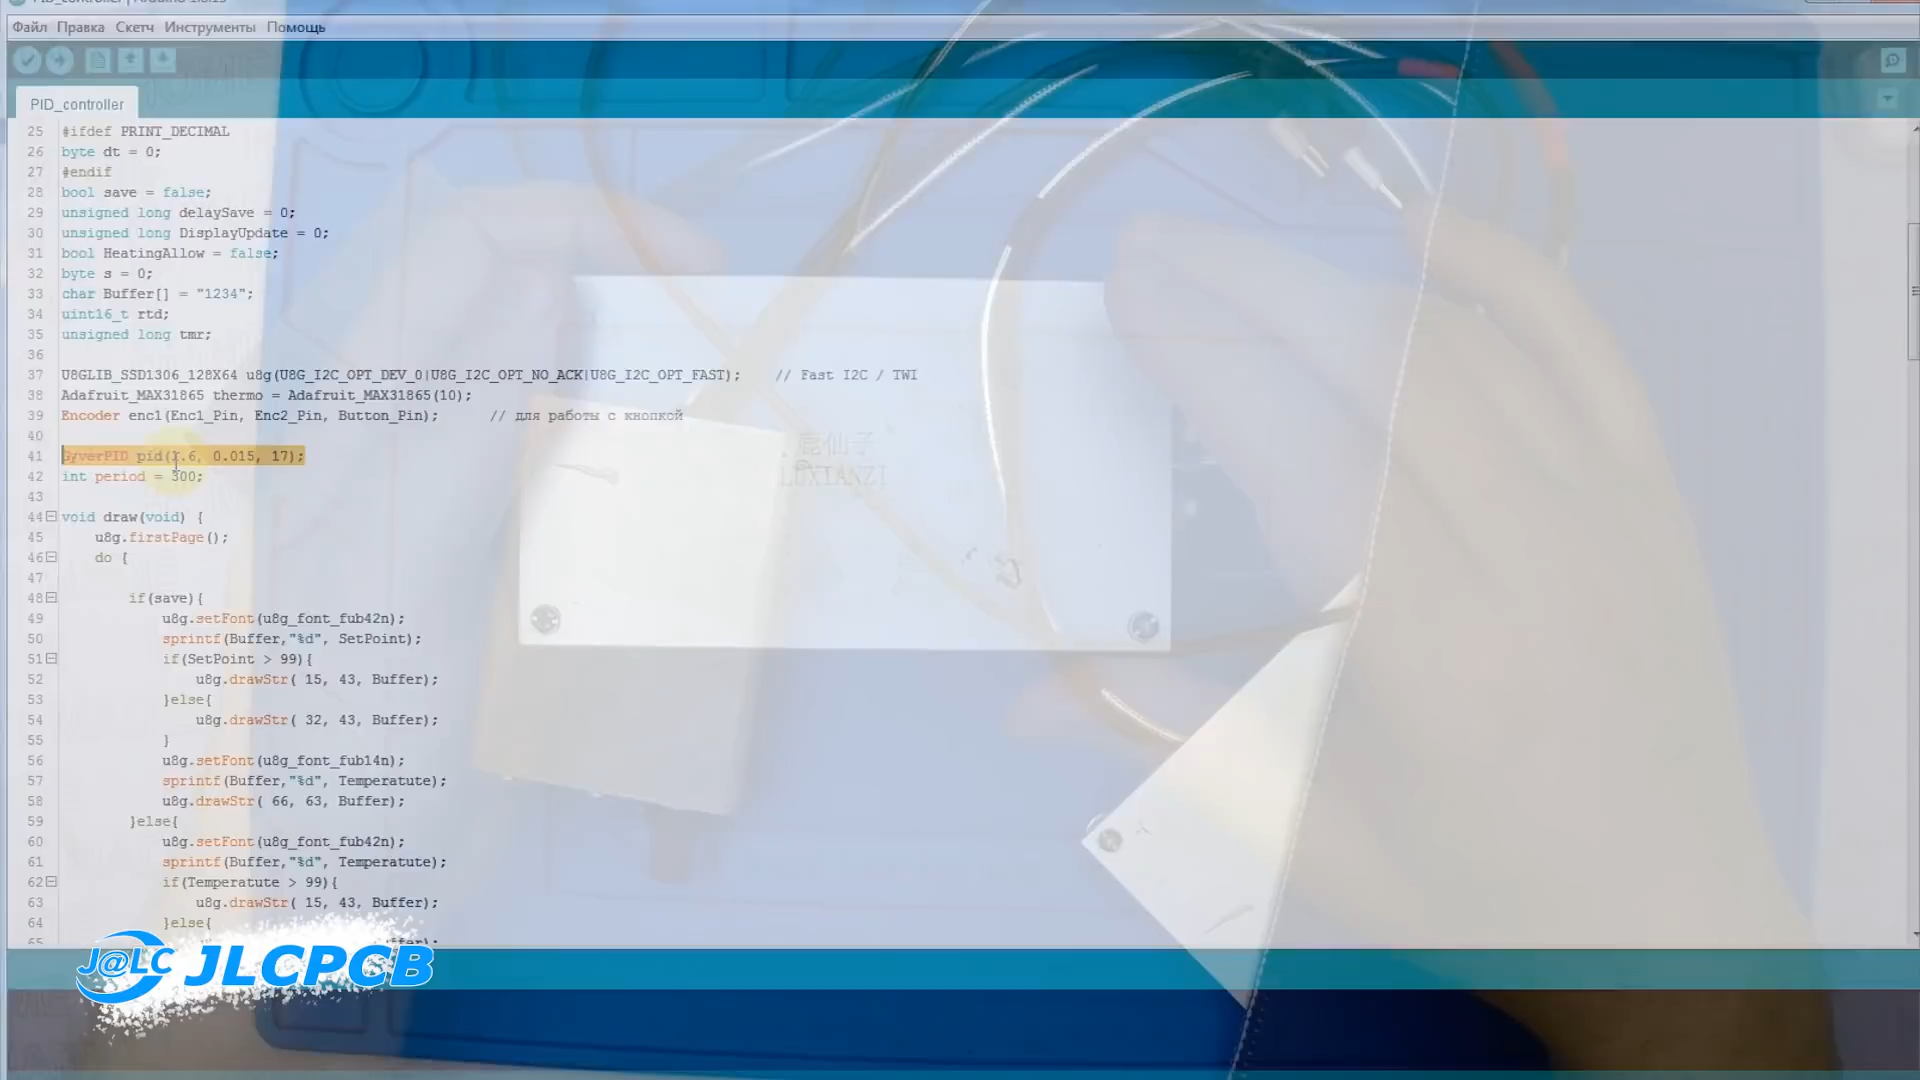 Файл Правка Скетч Инструменты Помощь
PID_controller
25 #ifdef PRINT_DECIMAL
26 byte dt = 0;
27 #endif
28 bool save = false;
29 unsigned long delaySave = 0;
30 unsigned long DisplayUpdate = 0;
31 bool HeatingAllow = false;
32 byte s = 0;
33 char Buffer[] = "1234";
34 uint16_t rtd;
35 unsigned long tmr;
36
37 U8GLIB_SSD1306_128X64 u8g(U8G_I2C_OPT_DEV_0|U8G_I2C_OPT_NO_ACK|U8G_I2C_OPT_FAST); // Fast I2C / TWI
38 Adafruit_MAX31865 thermo = Adafruit_MAX31865(10);
39 Encoder enc1(Enc1_Pin, Enc2_Pin, Button_Pin); // для работы с кнопкой
40
41 GyverPID pid(1.6, 0.015, 17);
42 int period = 300;
43
44 void draw(void) {
45 u8g.firstPage();
46 do {
47
48 if(save){
49 u8g.setFont(u8g_font_fub42n);
50 sprintf(Buffer,"%d", SetPoint);
51 if(SetPoint > 99){
52 u8g.drawStr( 15, 43, Buffer);
53 }else{
54 u8g.drawStr( 32, 43, Buffer);
55 }
56 u8g.setFont(u8g_font_fub14n);
57 sprintf(Buffer,"%d", Temperatute);
58 u8g.drawStr( 66, 63, Buffer);
59 }else{
60 u8g.setFont(u8g_font_fub42n);
61 sprintf(Buffer,"%d", Temperatute);
62 if(Temperatute > 99){
63 u8g.drawStr( 15, 43, Buffer);
64 }else{
65
LUXIANZI
J@LC JLCPCB